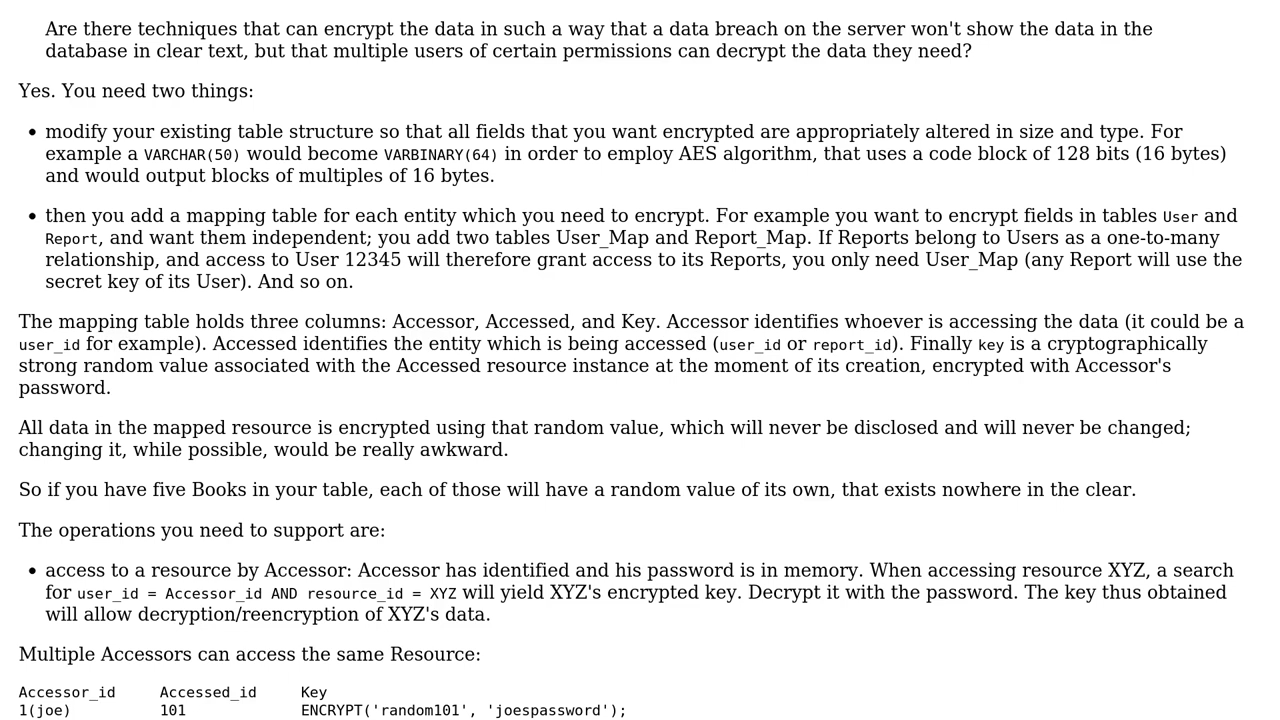 Are there techniques that can encrypt the data in such a way that a data breach on the server won't show the data in the
database in clear text, but that multiple users of certain permissions can decrypt the data they need?
Yes. You need two things:
• modify your existing table structure so that all fields that you want encrypted are appropriately altered in size and type. For
example a VARCHAR(50) would become VARBINARY(64) in order to employ AES algorithm, that uses a code block of 128 bits (16 bytes)
and would output blocks of multiples of 16 bytes.
• then you add a mapping table for each entity which you need to encrypt. For example you want to encrypt fields in tables User and
Report, and want them independent; you add two tables User_Map and Report_Map. If Reports belong to Users as a one-to-many
relationship, and access to User 12345 will therefore grant access to its Reports, you only need User_Map (any Report will use the
secret key of its User). And so on.
The mapping table holds three columns: Accessor, Accessed, and Key. Accessor identifies whoever is accessing the data (it could be a
user_id for example). Accessed identifies the entity which is being accessed (user_id or report_id). Finally key is a cryptographically
strong random value associated with the Accessed resource instance at the moment of its creation, encrypted with Accessor's
password.
All data in the mapped resource is encrypted using that random value, which will never be disclosed and will never be changed;
changing it, while possible, would be really awkward.
So if you have five Books in your table, each of those will have a random value of its own, that exists nowhere in the clear.
The operations you need to support are:
• access to a resource by Accessor: Accessor has identified and his password is in memory. When accessing resource XYZ, a search
for user_id = Accessor_id AND resource_id = XYZ will yield XYZ's encrypted key. Decrypt it with the password. The key thus obtained
will allow decryption/reencryption of XYZ's data.
Multiple Accessors can access the same Resource:
Accessor_id     Accessed_id     Key
1(joe)          101             ENCRYPT('random101', 'joespassword');